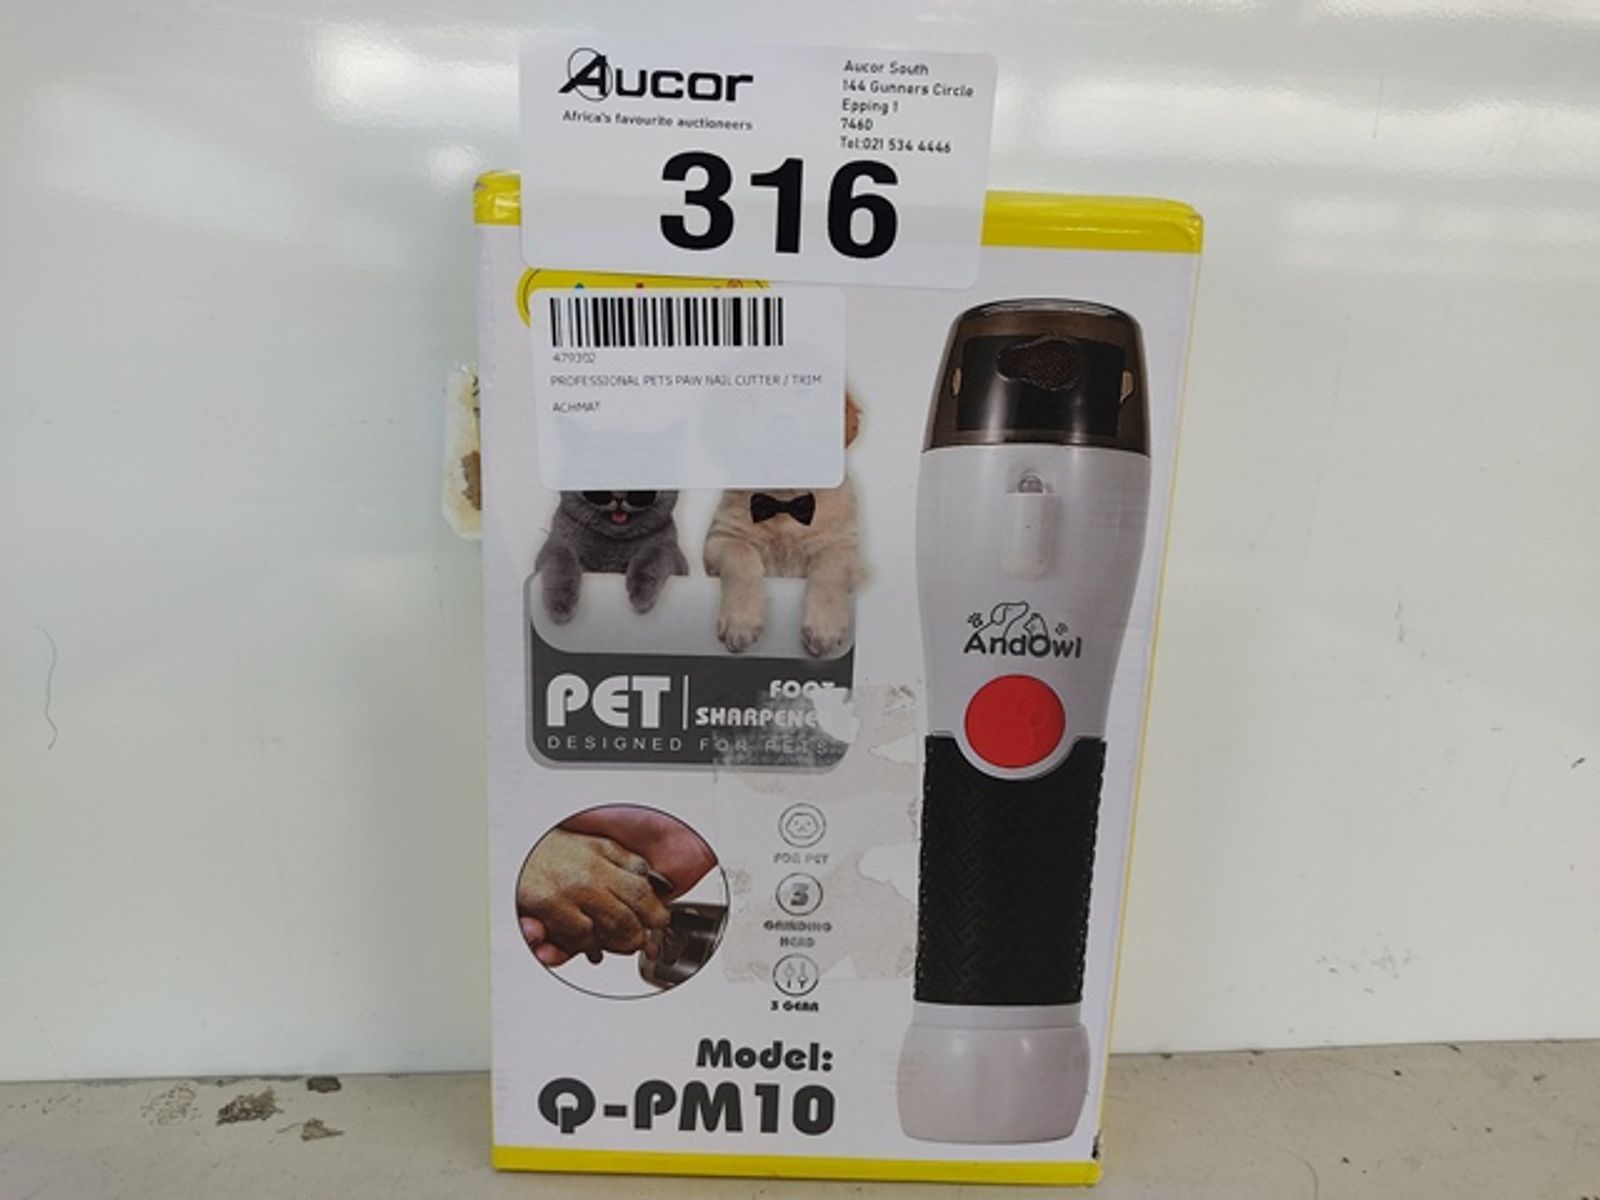 Aucor
Africa's favourite auctioneers
Aucor South
144 Gunners Circle
Epping 1
7460
Tel:021 534 4446
316
479302
PROFESSIONAL PETS PAW NAIL CUTTER / TRIM
ACHMAT
AndOwl
PET
FOOT
SHARPENE
DESIGNED FOR PETS
FOR PET
3
GRINDING
HEAD
3 GEAR
Model:
Q-PM10